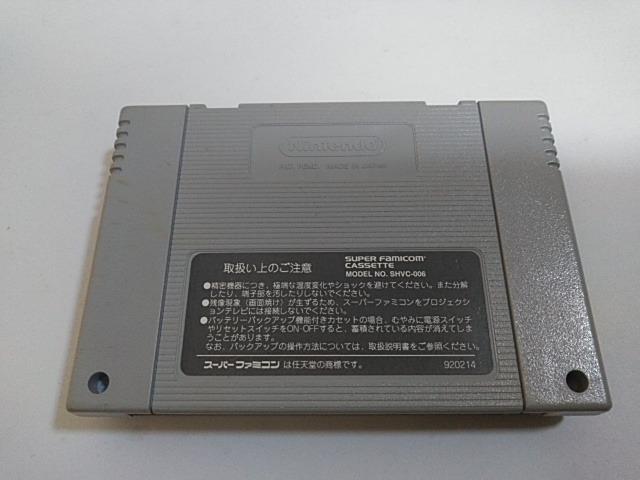 Nintendo
PAT. PEND. MADE IN JAPAN
取扱い上のご注意
SUPER FAMICOM
CASSETTE
MODEL NO. SHVC-006
●精密機器につき、極端な温度変化やショックを避けてください。また分解
したり、端子部を汚したりしないでください。
●残像現象（画面焼け）が生ずるため、スーパーファミコンをプロジェクシ
ョンテレビには接続しないでください。
●バッテリーバックアップ機能付きカセットの場合、むやみに電源スイッチ
やリセットスイッチをON-OFFすると、蓄積されている内容が消えてしま
うことがあります。
なお、バックアップの操作方法については、取扱説明書をご参照ください。
スーパーファミコンは任天堂の商標です。
920214